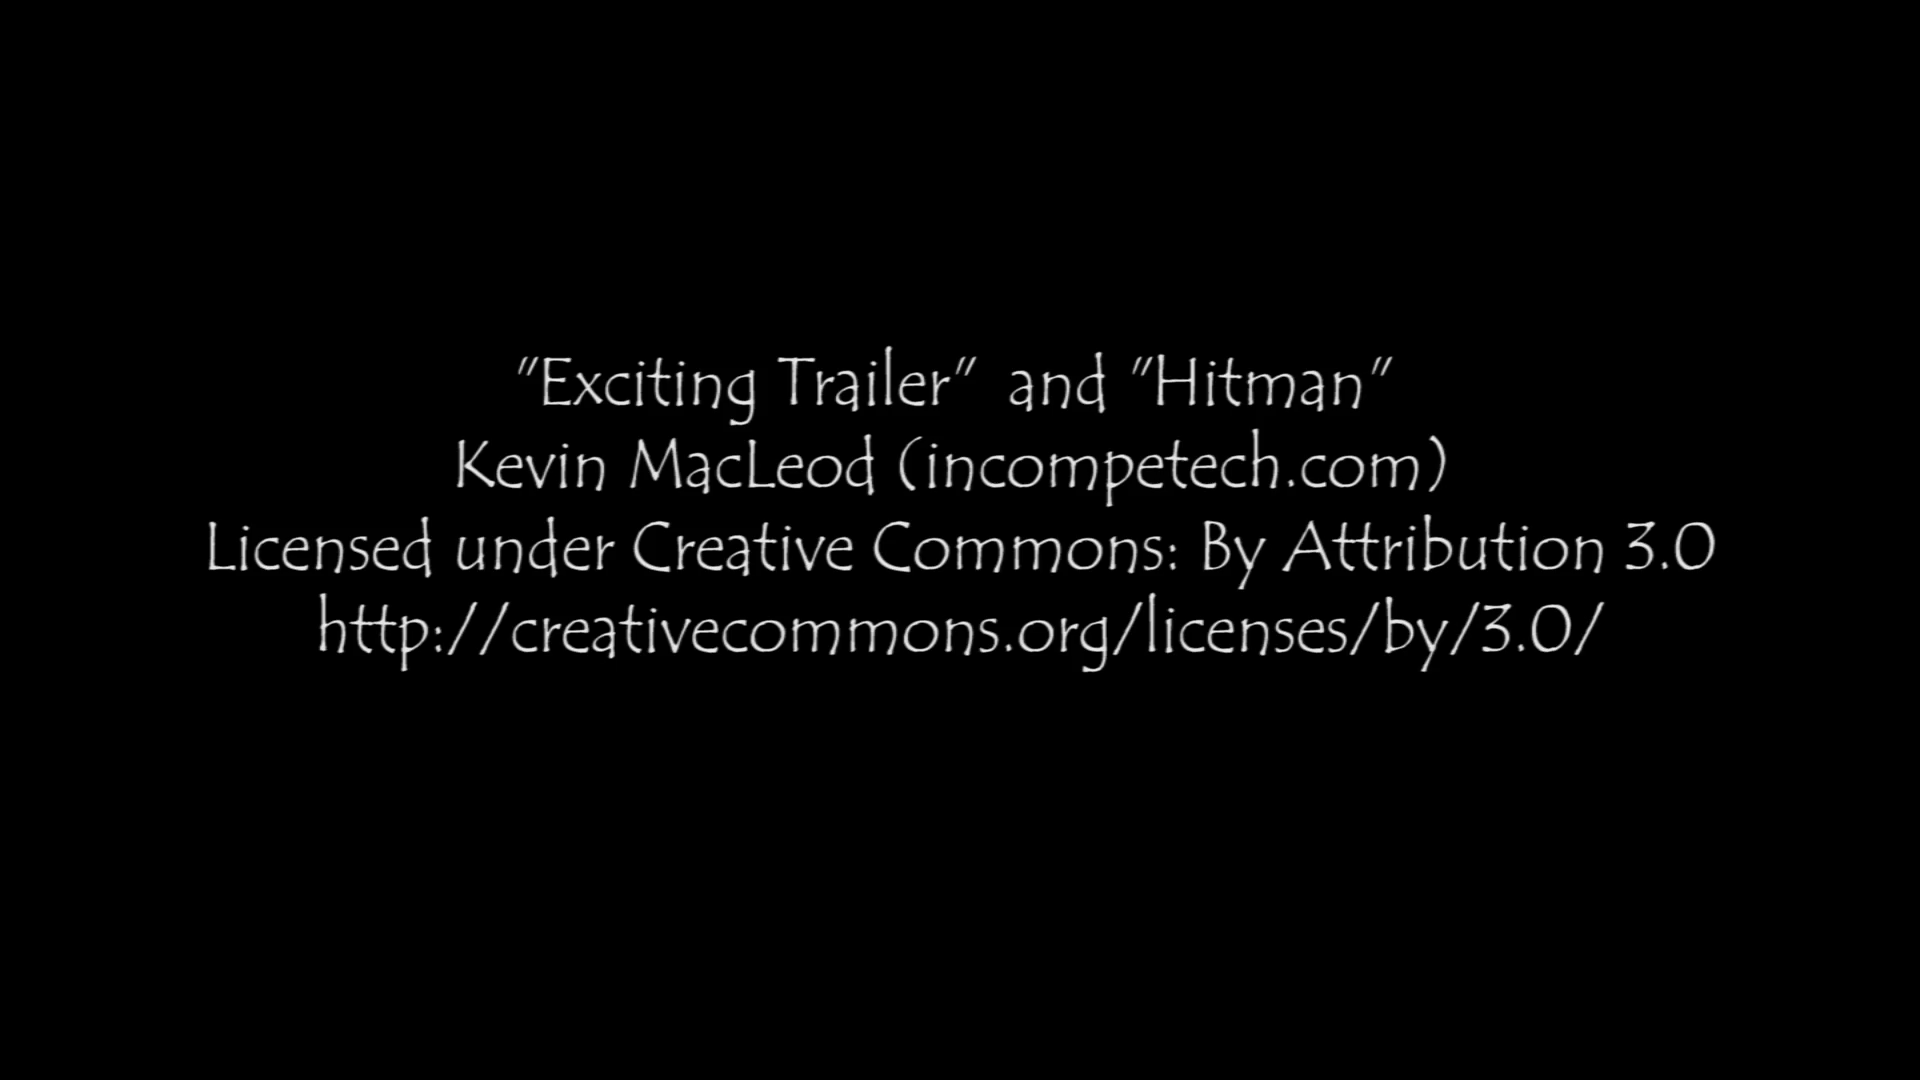 "Exciting Trailer" and "Hitman"
Kevin MacLeod (incompetech.com)
Licensed under Creative Commons: By Attribution 3.0
http://creativecommons.org/licenses/by/3.0/